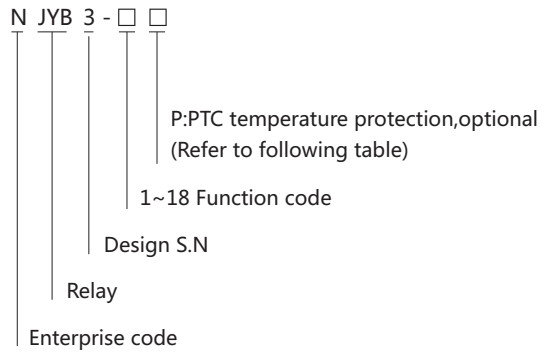 N JYB 3 - □ □
P:PTC temperature protection,optional
(Refer to following table)
1~18 Function code
Design S.N
Relay
Enterprise code